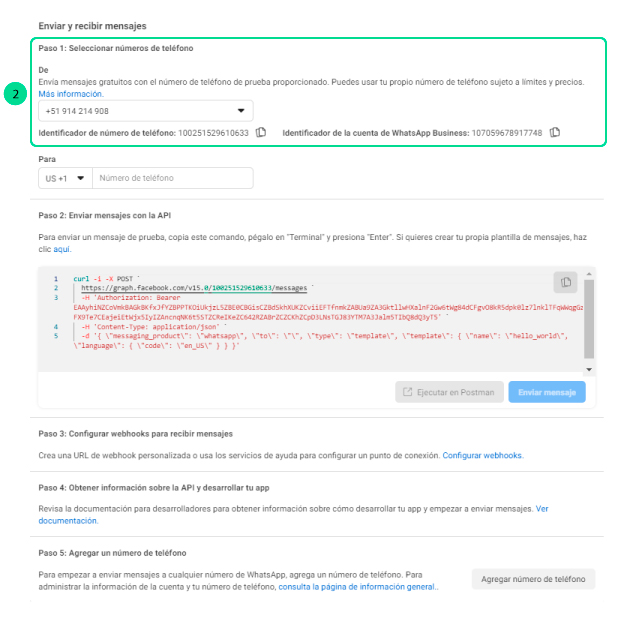 Enviar y recibir mensajes
Paso 1: Seleccionar números de teléfono
De
Envía mensajes gratuitos con el número de teléfono de prueba proporcionado. Puedes usar tu propio número de teléfono sujeto a límites y precios.
Más información.
2
+51 914 214 908
Identificador de número de teléfono: 100251529610633 Identificador de la cuenta de WhatsApp Business: 107059678917748
Para
US +1 Número de teléfono
Paso 2: Enviar mensajes con la API
Para enviar un mensaje de prueba, copia este comando, pégalo en "Terminal" y presiona "Enter". Si quieres crear tu propia plantilla de mensajes, haz
clic aquí.
1 curl -i -X POST `
2 https://graph.facebook.com/v15.0/100251529610633/messages `
3 -H 'Authorization: Bearer
4 -H 'Content-Type: application/json' `
5 -d '{ \"messaging_product\": \"whatsapp\", \"to\": \"\", \"type\": \"template\", \"template\": { \"name\": \"hello_world\",
\"language\": { \"code\": \"en_US\" } } }'
Ejecutar en Postman Enviar mensaje
Paso 3: Configurar webhooks para recibir mensajes
Crea una URL de webhook personalizada o usa los servicios de ayuda para configurar un punto de conexión. Configurar webhooks.
Paso 4: Obtener información sobre la API y desarrollar tu app
Revisa la documentación para desarrolladores para obtener información sobre cómo desarrollar tu app y empezar a enviar mensajes. Ver
documentación.
Paso 5: Agregar un número de teléfono
Para empezar a enviar mensajes a cualquier número de WhatsApp, agrega un número de teléfono. Para
administrar la información de la cuenta y tu número de teléfono, consulta la página de información general..
Agregar número de teléfono